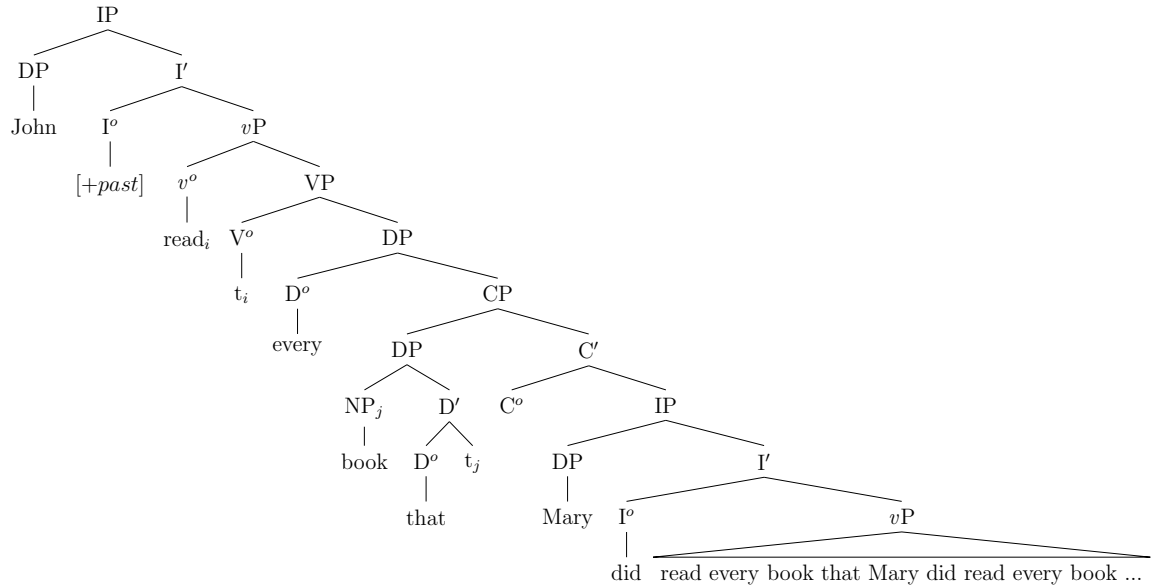 IP
DP I′
John I^o vP
[+past] v^o VP
read_i V^o DP
t_i D^o CP
every DP C′
NP_j D′ C^o IP
book D^o t_j DP I′
that Mary I^o vP
did read every book that Mary did read every book ...